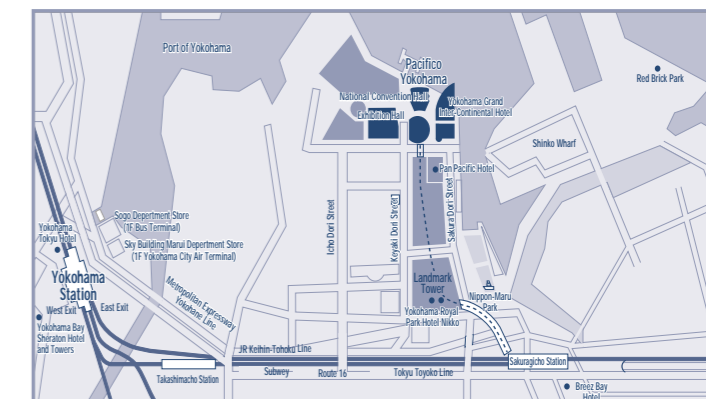 Port of Yokohama
Pacifico
Yokohama
Red Brick Park
National Convention Hall
Yokohama Grand
Inter-Continental Hotel
Exhibition Hall
Shinko Wharf
Pan Pacific Hotel
Icho Dori Street
Keyaki Dori Street
Sakura Dori Street
Sogo Depertment Store
(1F Bus Terminal)
Yokohama
Tokyu Hotel
Sky Building Marui Depertment Store
(1F Yokohama City Air Terminal)
Yokohama
Station
Landmark
Tower
Metropolitan Expressway
Yokohane Line
Nippon-Maru
Park
West Exit
East Exit
Yokohama Royal
Park Hotel Nikko
Yokohama Bay
Sheraton Hotel
and Towers
JR Keihin-Tohoku Line
Sakuragicho Station
Takashimacho Station
Subwey
Route 16
Tokyu Toyoko Line
Breez Bay
Hotel